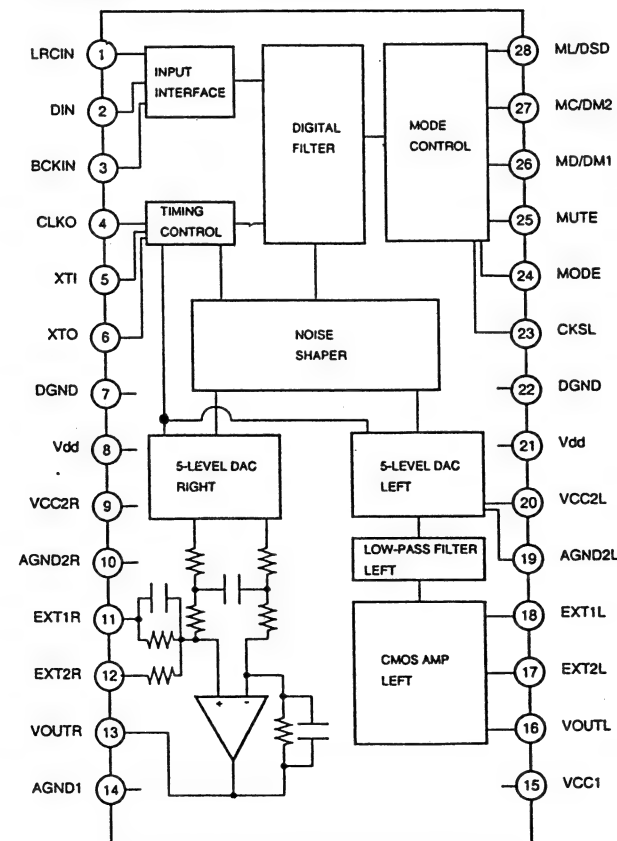 LRCIN 1
DIN 2
BCKIN 3
CLKO 4
XTI 5
XTO 6
DGND 7
Vdd 8
VCC2R 9
AGND2R 10
EXT1R 11
EXT2R 12
VOUTR 13
AGND1 14
INPUT
INTERFACE
TIMING
CONTROL
DIGITAL
FILTER
MODE
CONTROL
NOISE
SHAPER
5-LEVEL DAC
RIGHT
5-LEVEL DAC
LEFT
LOW-PASS FILTER
LEFT
CMOS AMP
LEFT
+ -
28 ML/DSD
27 MC/DM2
26 MD/DM1
25 MUTE
24 MODE
23 CKSL
22 DGND
21 Vdd
20 VCC2L
19 AGND2L
18 EXT1L
17 EXT2L
16 VOUTL
15 VCC1